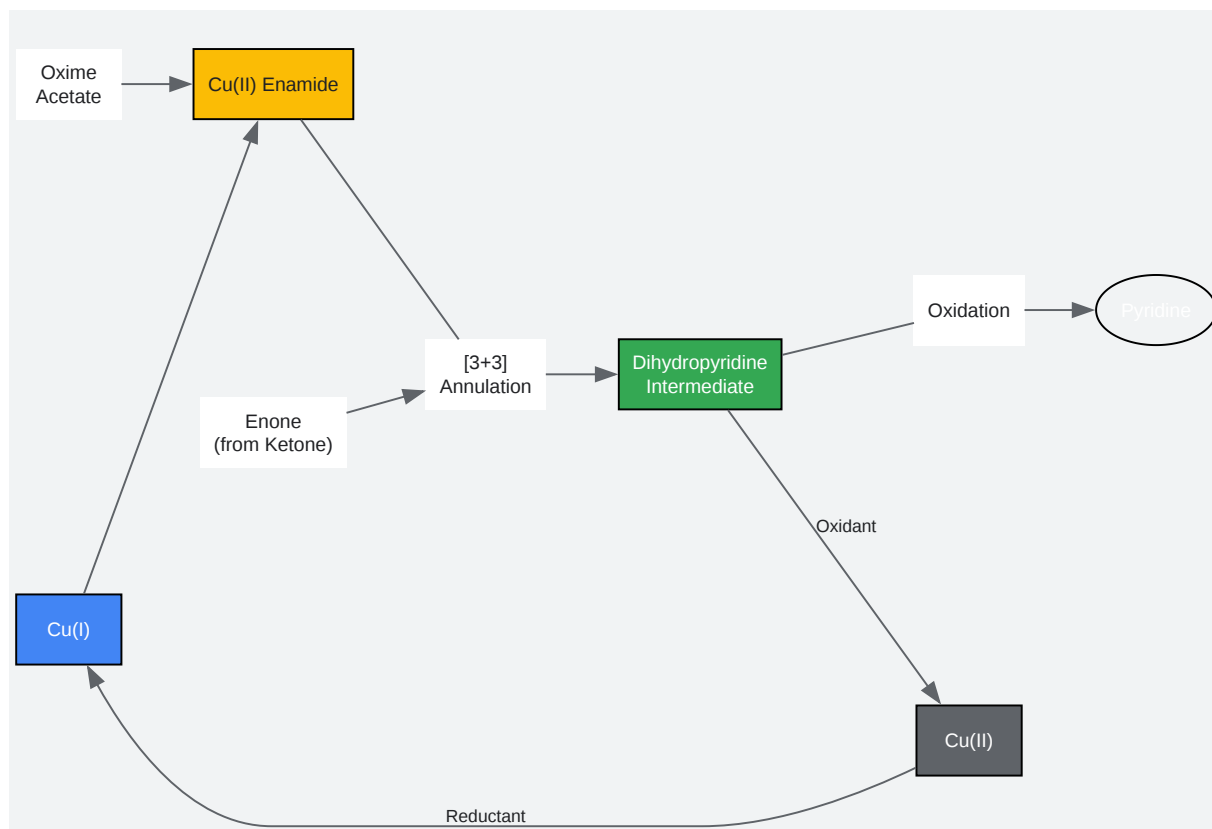 Oxime
Acetate
Cu(II) Enamide
Oxidation
Pyridine
[3+3]
Annulation
Dihydropyridine
Intermediate
Enone
(from Ketone)
Oxidant
Cu(I)
Cu(II)
Reductant